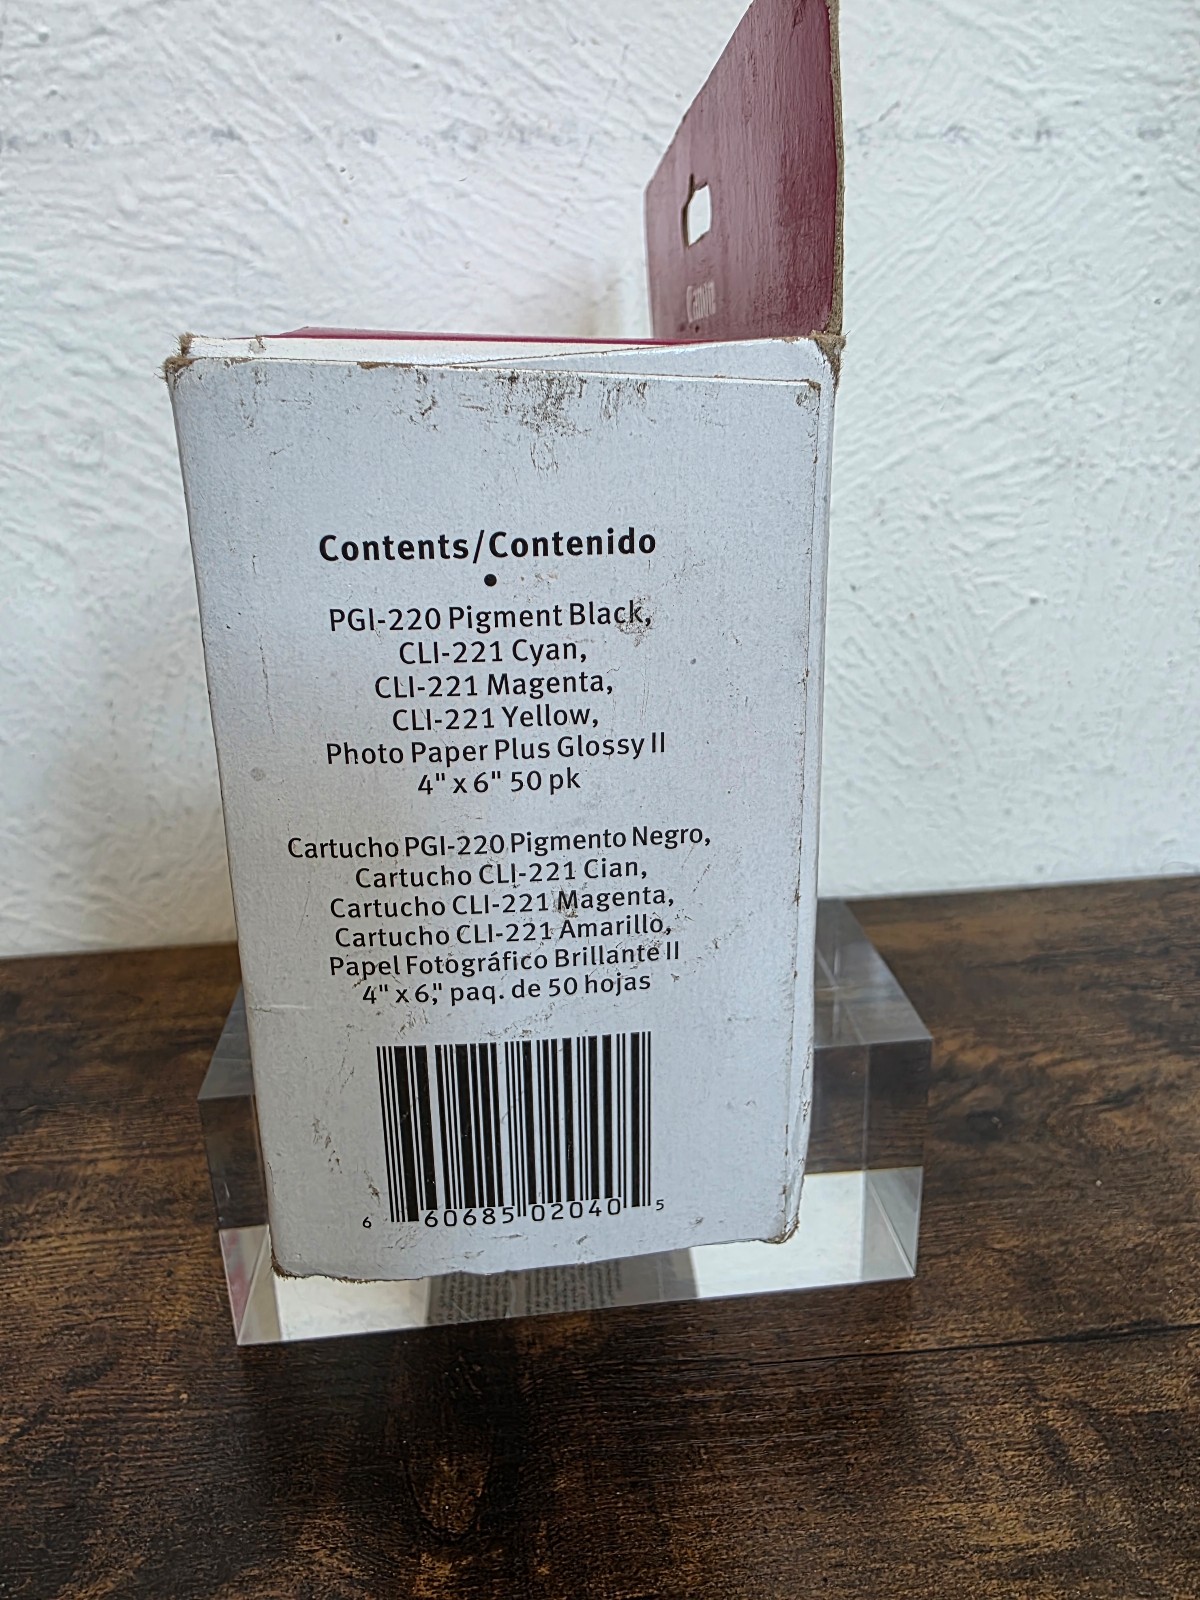 Canon
Contents/Contenido
•
PGI-220 Pigment Black,
CLI-221 Cyan,
CLI-221 Magenta,
CLI-221 Yellow,
Photo Paper Plus Glossy II
4" x 6" 50 pk
Cartucho PGI-220 Pigmento Negro,
Cartucho CLI-221 Cian,
Cartucho CLI-221 Magenta,
Cartucho CLI-221 Amarillo,
Papel Fotográfico Brillante II
4" x 6," paq. de 50 hojas
6 60685 02040 5